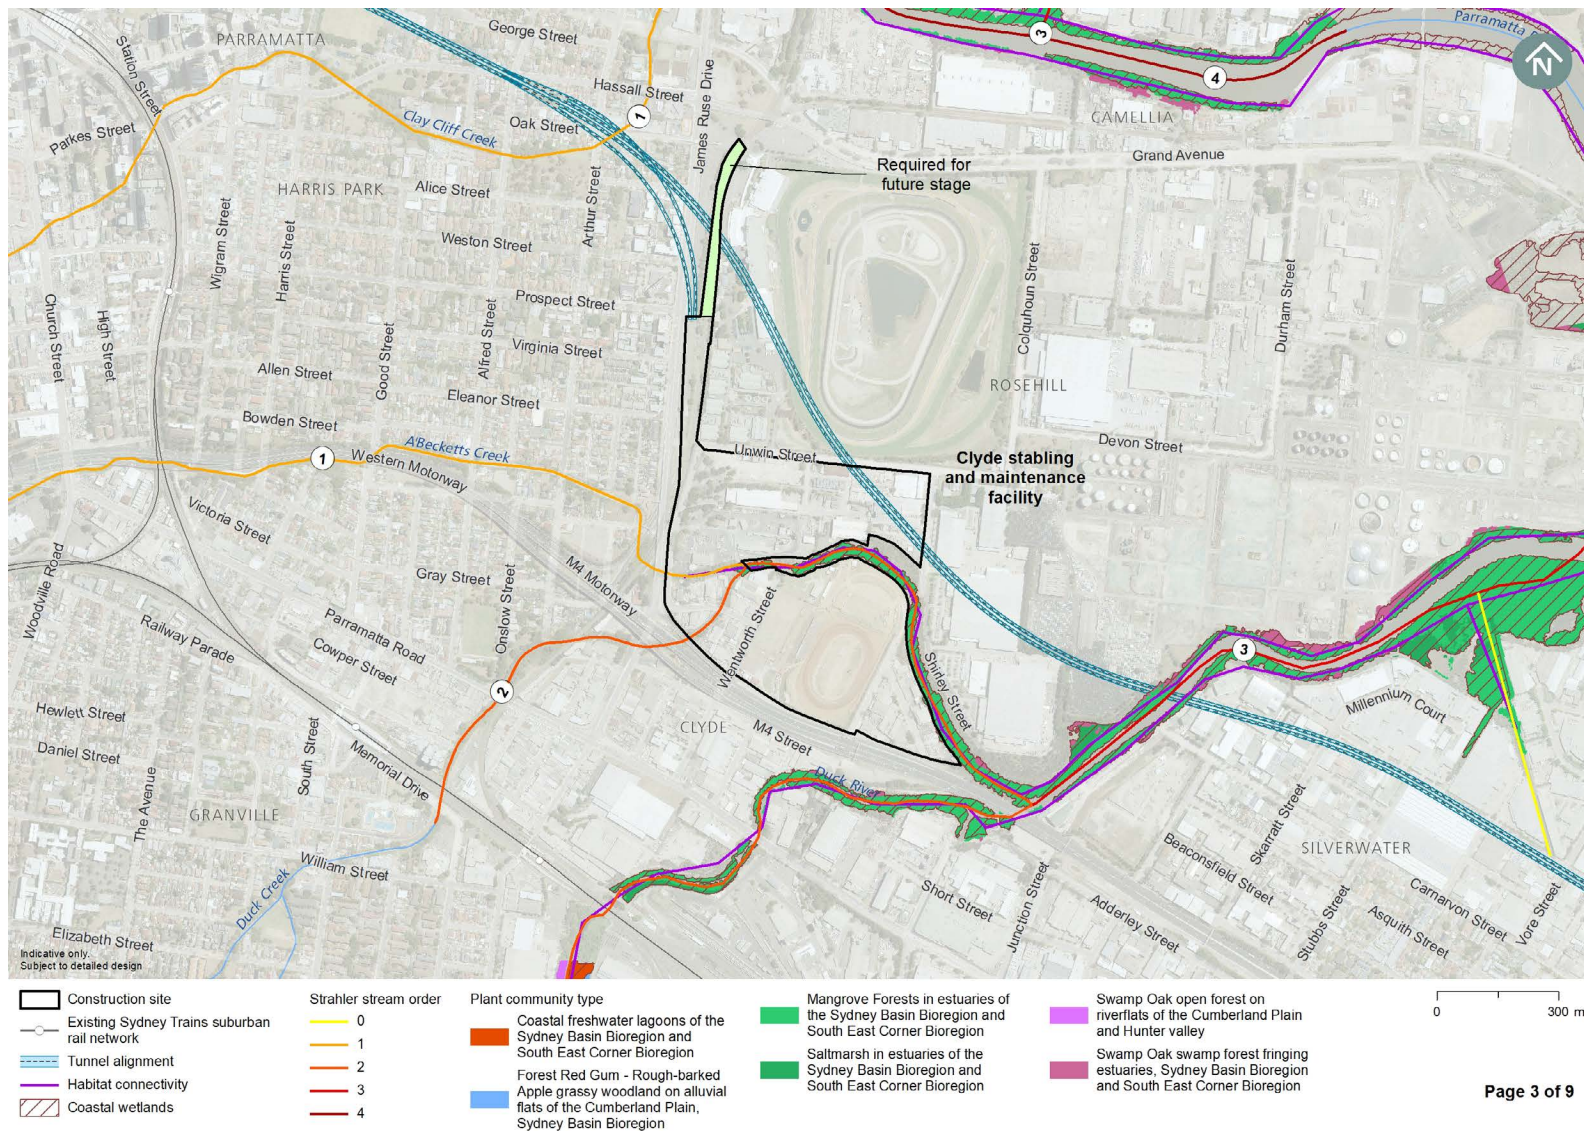 George Street
PARRAMATTA
Station Street
Hassall Street
James Ruse Drive
3
Parramatta
N
4
Parkes Street
Clay Cliff Creek
Oak Street
1
CAMELLIA
Grand Avenue
Required for
future stage
HARRIS PARK
Alice Street
Arthur Street
Wigram Street
Harris Street
Weston Street
Colquhoun Street
Durham Street
Church Street
High Street
Prospect Street
Good Street
Alfred Street
Virginia Street
Allen Street
ROSEHILL
Eleanor Street
Bowden Street
A'Becketts Creek
Unwin Street
Devon Street
1
Western Motorway
Clyde stabling
and maintenance
facility
Victoria Street
Woodville Road
Gray Street
Onslow Street
M4 Motorway
Railway Parade
Parramatta Road
Cowper Street
Wentworth Street
Shirley Street
3
2
Millennium Court
Hewlett Street
Daniel Street
South Street
Memorial Drive
CLYDE
M4 Street
Duck River
The Avenue
GRANVILLE
Skarratt Street
Beaconsfield Street
SILVERWATER
William Street
Duck Creek
Short Street
Junction Street
Adderley Street
Stubbs Street
Carnarvon Street
Asquith Street
Vore Street
Elizabeth Street
Indicative only.
Subject to detailed design
Construction site
Existing Sydney Trains suburban
rail network
Tunnel alignment
Habitat connectivity
Coastal wetlands
Strahler stream order
0
1
2
3
4
Plant community type
Coastal freshwater lagoons of the
Sydney Basin Bioregion and
South East Corner Bioregion
Forest Red Gum - Rough-barked
Apple grassy woodland on alluvial
flats of the Cumberland Plain,
Sydney Basin Bioregion
Mangrove Forests in estuaries of
the Sydney Basin Bioregion and
South East Corner Bioregion
Saltmarsh in estuaries of the
Sydney Basin Bioregion and
South East Corner Bioregion
Swamp Oak open forest on
riverflats of the Cumberland Plain
and Hunter valley
Swamp Oak swamp forest fringing
estuaries, Sydney Basin Bioregion
and South East Corner Bioregion
0 300 m
Page 3 of 9